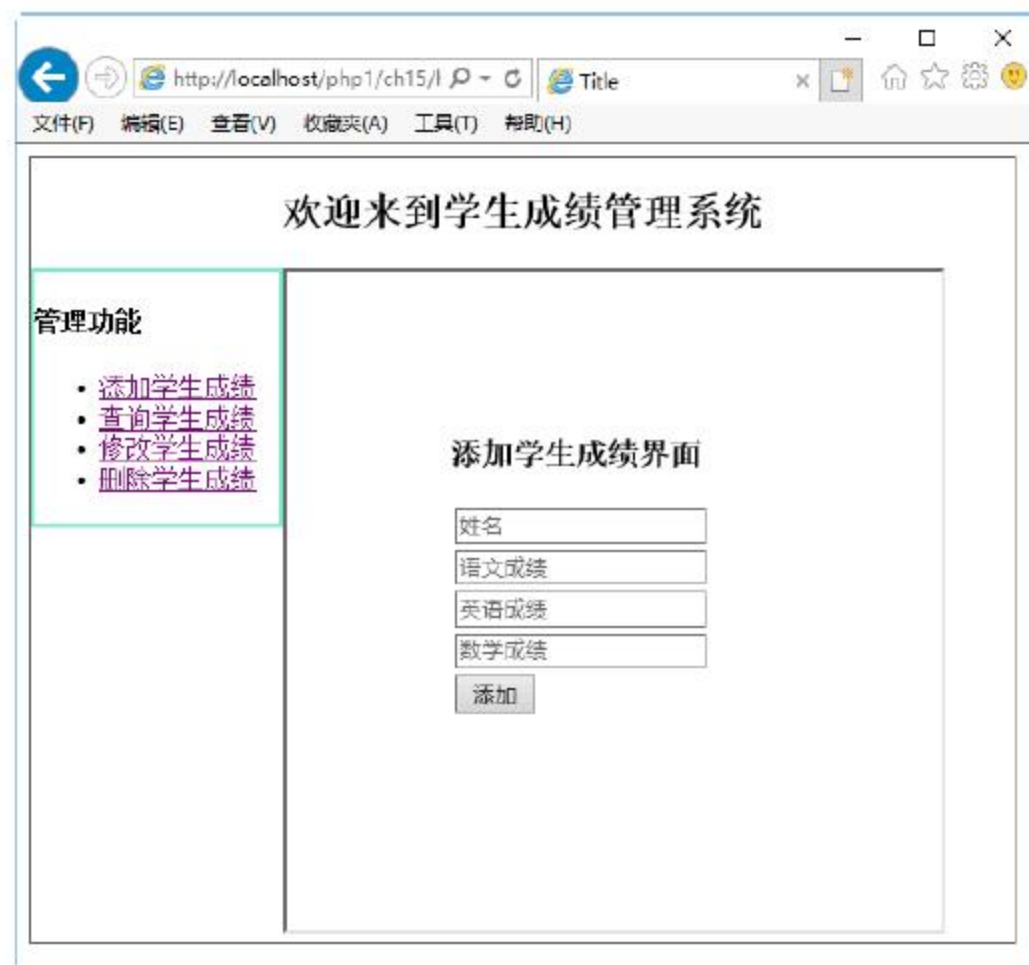 http://localhost/php1/ch15/
Title
文件(F) 编辑(E) 查看(V) 收藏夹(A) 工具(T) 帮助(H)
欢迎来到学生成绩管理系统
管理功能
• 添加学生成绩
• 查询学生成绩
• 修改学生成绩
• 删除学生成绩
添加学生成绩界面
姓名
语文成绩
英语成绩
数学成绩
添加